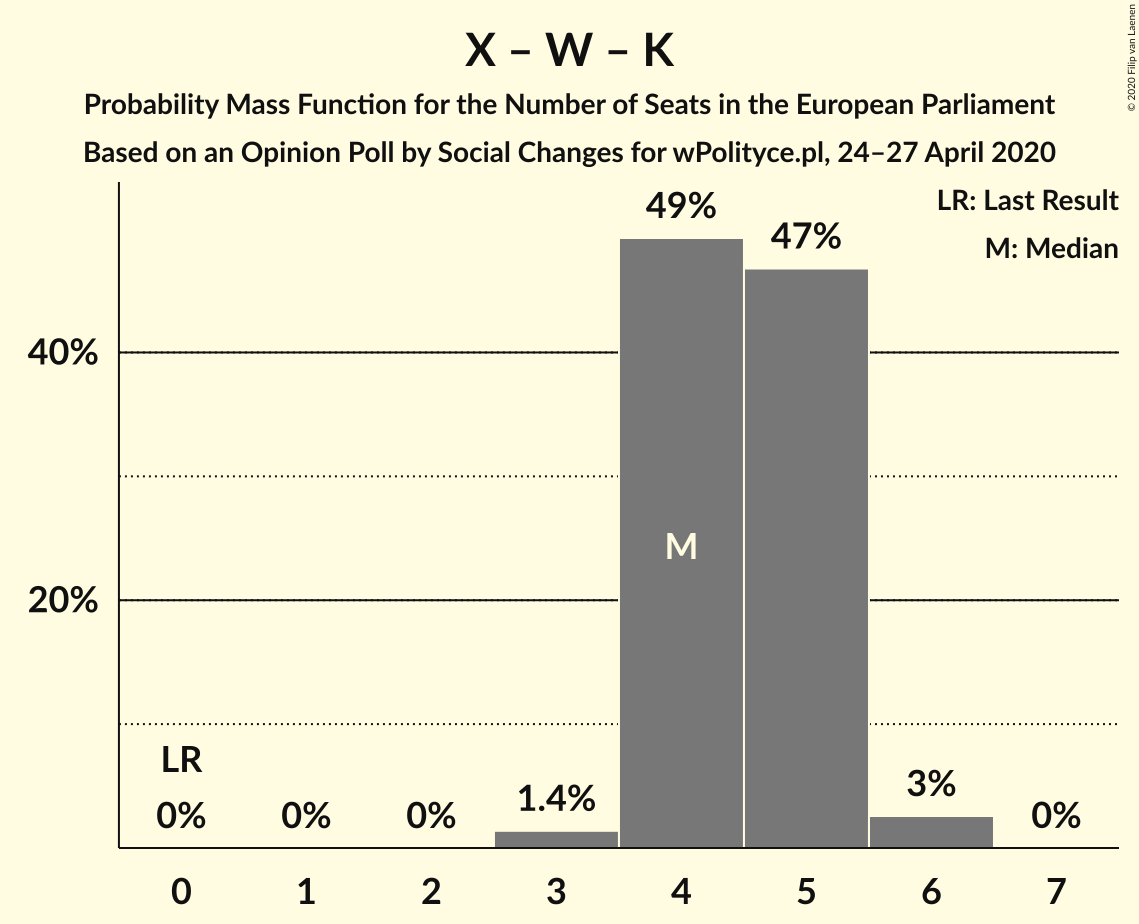 X – W – K
Probability Mass Function for the Number of Seats in the European Parliament
Based on an Opinion Poll by Social Changes for wPolityce.pl, 24–27 April 2020
© 2020 Filip van Laenen
LR: Last Result
M: Median
49%
47%
40%
M
20%
LR
0%
0%
0%
1.4%
3%
0%
0
1
2
3
4
5
6
7